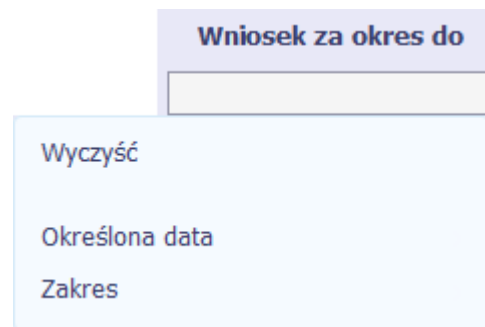 Wniosek za okres do
Wyczyść
Określona data
Zakres